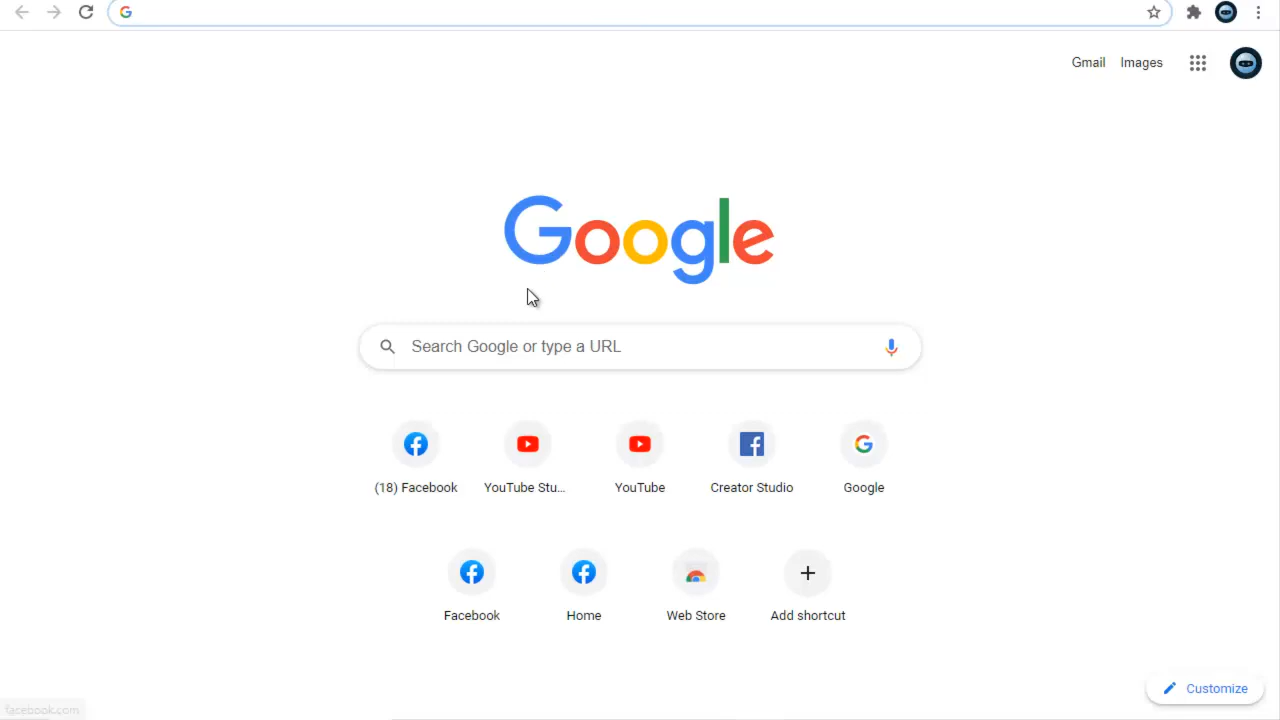 Gmail Images
Google
Search Google or type a URL
(18) Facebook YouTube Stu... YouTube Creator Studio Google
Facebook Home Web Store Add shortcut
Customize
facebook.com